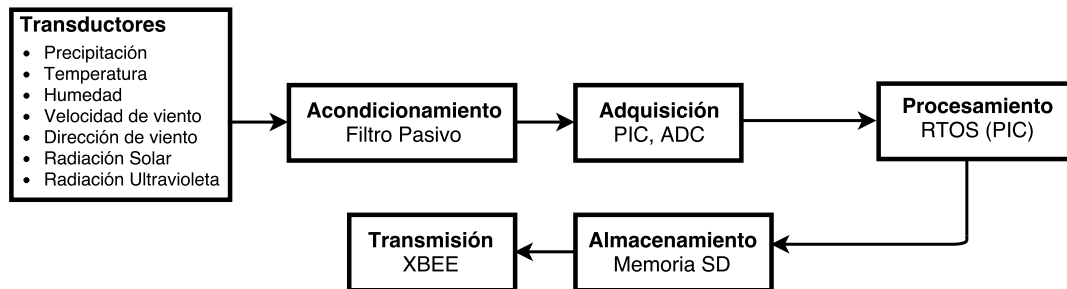 Transductores
• Precipitación
• Temperatura
• Humedad
• Velocidad de viento
• Dirección de viento
• Radiación Solar
• Radiación Ultravioleta
Acondicionamiento
Filtro Pasivo
Adquisición
PIC, ADC
Procesamiento
RTOS (PIC)
Almacenamiento
Memoria SD
Transmisión
XBEE